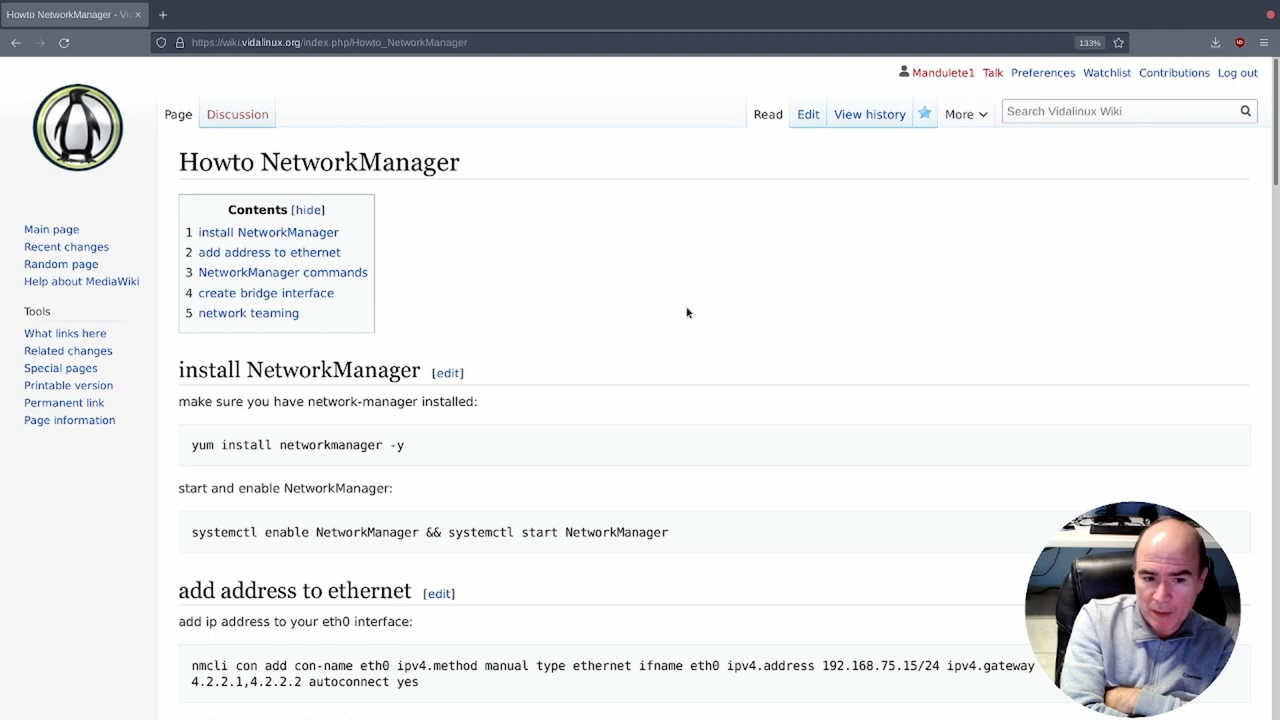 Howto NetworkManager - Vi
https://wiki.vidalinux.org/index.php/Howto_NetworkManager
133%
Mandulete1 Talk Preferences Watchlist Contributions Log out
Page Discussion Read Edit View history More Search Vidalinux Wiki
Howto NetworkManager
Contents [hide]
1 install NetworkManager
2 add address to ethernet
3 NetworkManager commands
4 create bridge interface
5 network teaming
Main page
Recent changes
Random page
Help about MediaWiki
Tools
What links here
Related changes
Special pages
Printable version
Permanent link
Page information
install NetworkManager [edit]
make sure you have network-manager installed:
yum install networkmanager -y
start and enable NetworkManager:
systemctl enable NetworkManager && systemctl start NetworkManager
add address to ethernet [edit]
add ip address to your eth0 interface:
nmcli con add con-name eth0 ipv4.method manual type ethernet ifname eth0 ipv4.address 192.168.75.15/24 ipv4.gateway
4.2.2.1,4.2.2.2 autoconnect yes